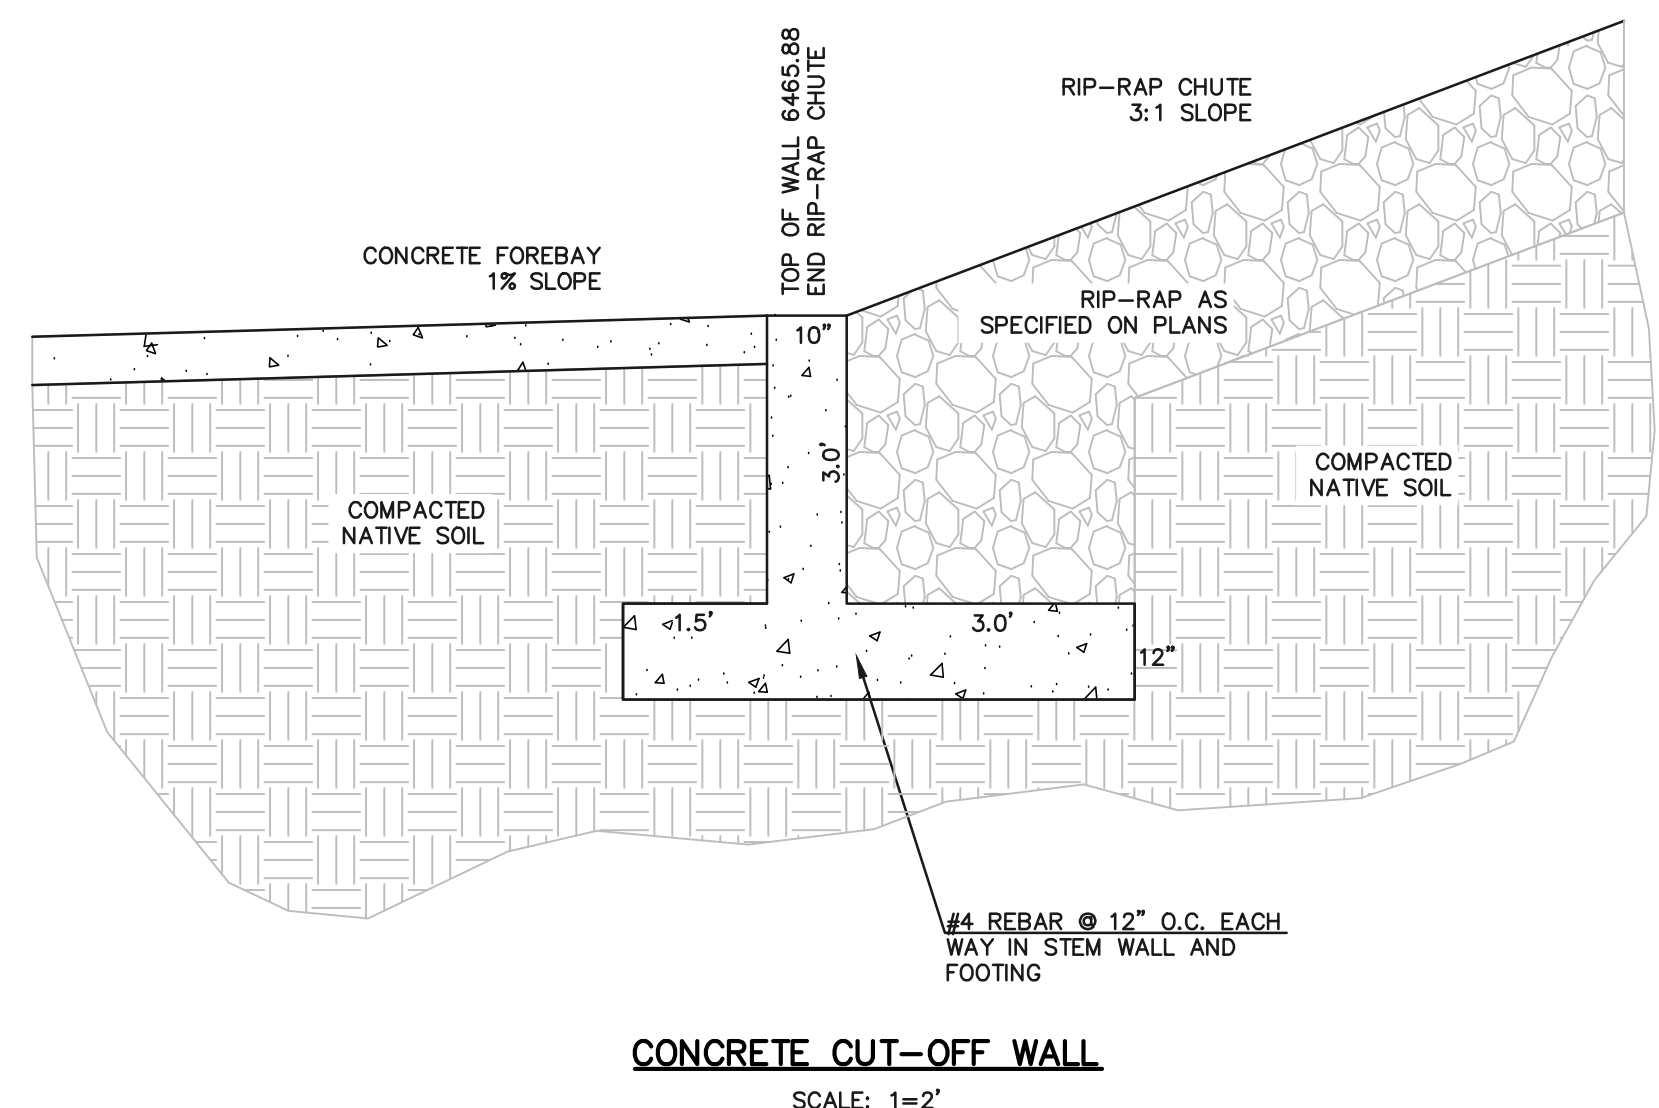 TOP OF WALL 6465.88
END RIP-RAP CHUTE
RIP-RAP CHUTE
3:1 SLOPE
CONCRETE FOREBAY
1% SLOPE
RIP-RAP AS
SPECIFIED ON PLANS
10"
3.0'
COMPACTED
NATIVE SOIL
COMPACTED
NATIVE SOIL
1.5'
3.0'
12"
#4 REBAR @ 12" O.C. EACH
WAY IN STEM WALL AND
FOOTING
CONCRETE CUT-OFF WALL
SCALE: 1=2'